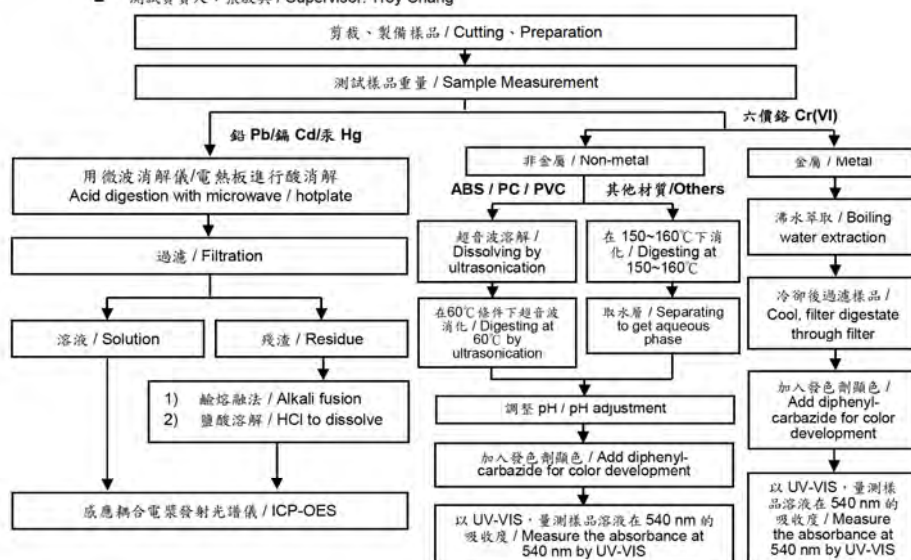 Supervisor: Troy Chang
剪裁、製備樣品 / Cutting、Preparation
測試樣品重量 / Sample Measurement
鉛 Pb/鎘 Cd/汞 Hg
六價鉻 Cr(VI)
用微波消解儀/電熱板進行酸消解
Acid digestion with microwave / hotplate
過濾 / Filtration
溶液 / Solution
殘渣 / Residue
1) 鹼熔融法 / Alkali fusion
2) 鹽酸溶解 / HCl to dissolve
感應耦合電漿發射光譜儀 / ICP-OES
非金屬 / Non-metal
ABS / PC / PVC
其他材質/Others
超音波溶解 /
Dissolving by
ultrasonication
在60℃條件下超音波
消化 / Digesting at
60℃ by
ultrasonication
在 150~160℃下消
化 / Digesting at
150~160℃
取水層 / Separating
to get aqueous
phase
調整 pH / pH adjustment
加入發色劑顯色 / Add diphenyl-
carbazide for color development
以 UV-VIS，量測樣品溶液在 540 nm 的
吸收度 / Measure the absorbance at
540 nm by UV-VIS
金屬 / Metal
沸水萃取 / Boiling
water extraction
冷卻後過濾樣品 /
Cool, filter digestate
through filter
加入發色劑顯色 /
Add diphenyl-
carbazide for color
development
以 UV-VIS，量測樣
品溶液在 540 nm 的
吸收度 / Measure
the absorbance at
540 nm by UV-VIS